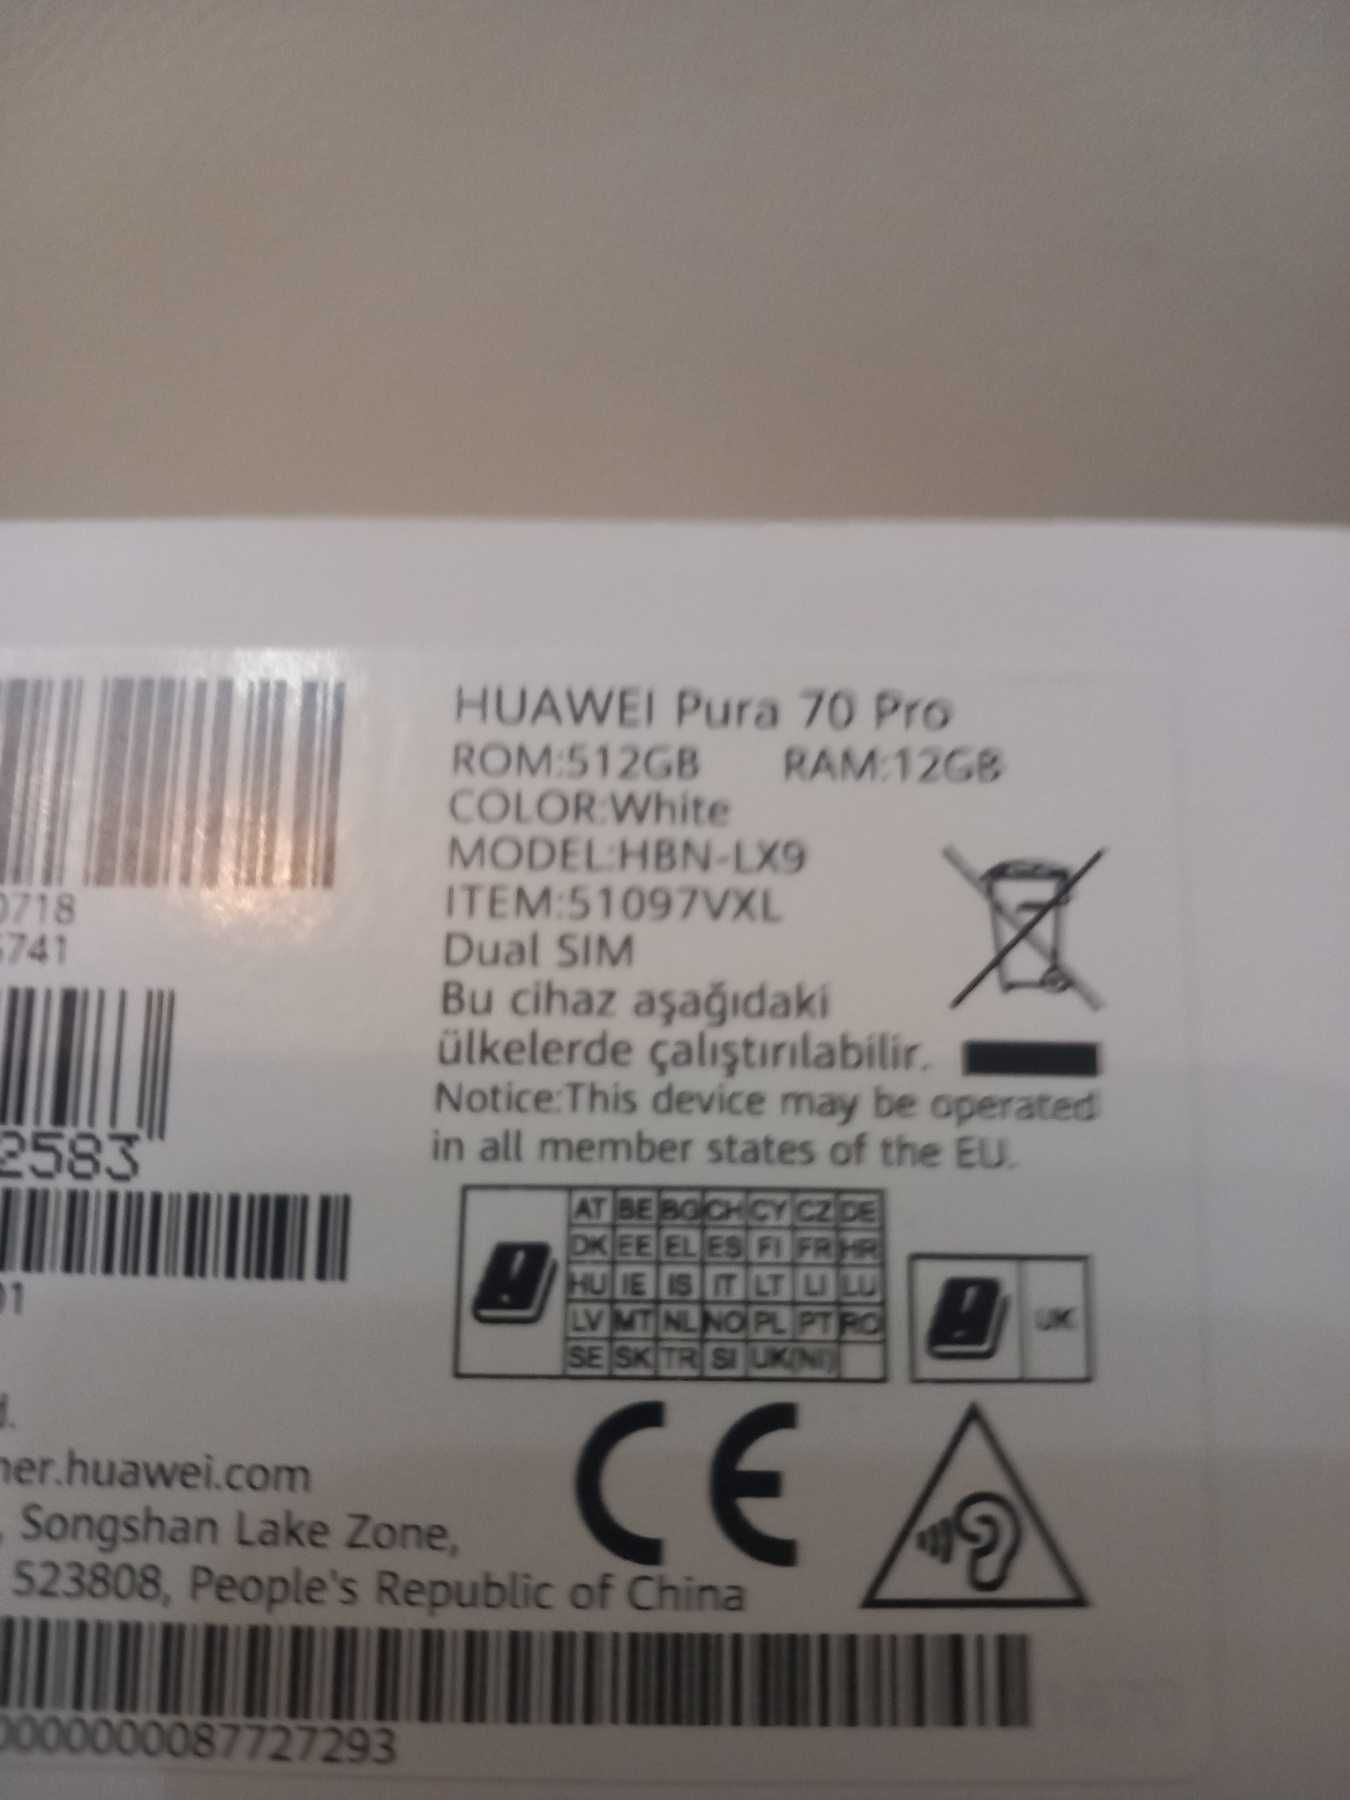 HUAWEI Pura 70 Pro
ROM:512GB RAM:12GB
COLOR:White
MODEL:HBN-LX9
ITEM:51097VXL
Dual SIM
Bu cihaz aşağıdaki
ülkelerde çalıştırılabilir.
Notice:This device may be operated
in all member states of the EU.
0718
5741
2583
01
AT BE BG CH CY CZ DE
DK EE EL ES FI FR HR
HU IE IS IT LT LI LU
LV MT NL NO PL PT RO
SE SK TR SI UK(NI)
UK
CE
d.
mer.huawei.com
, Songshan Lake Zone,
523808, People's Republic of China
0000000087727293